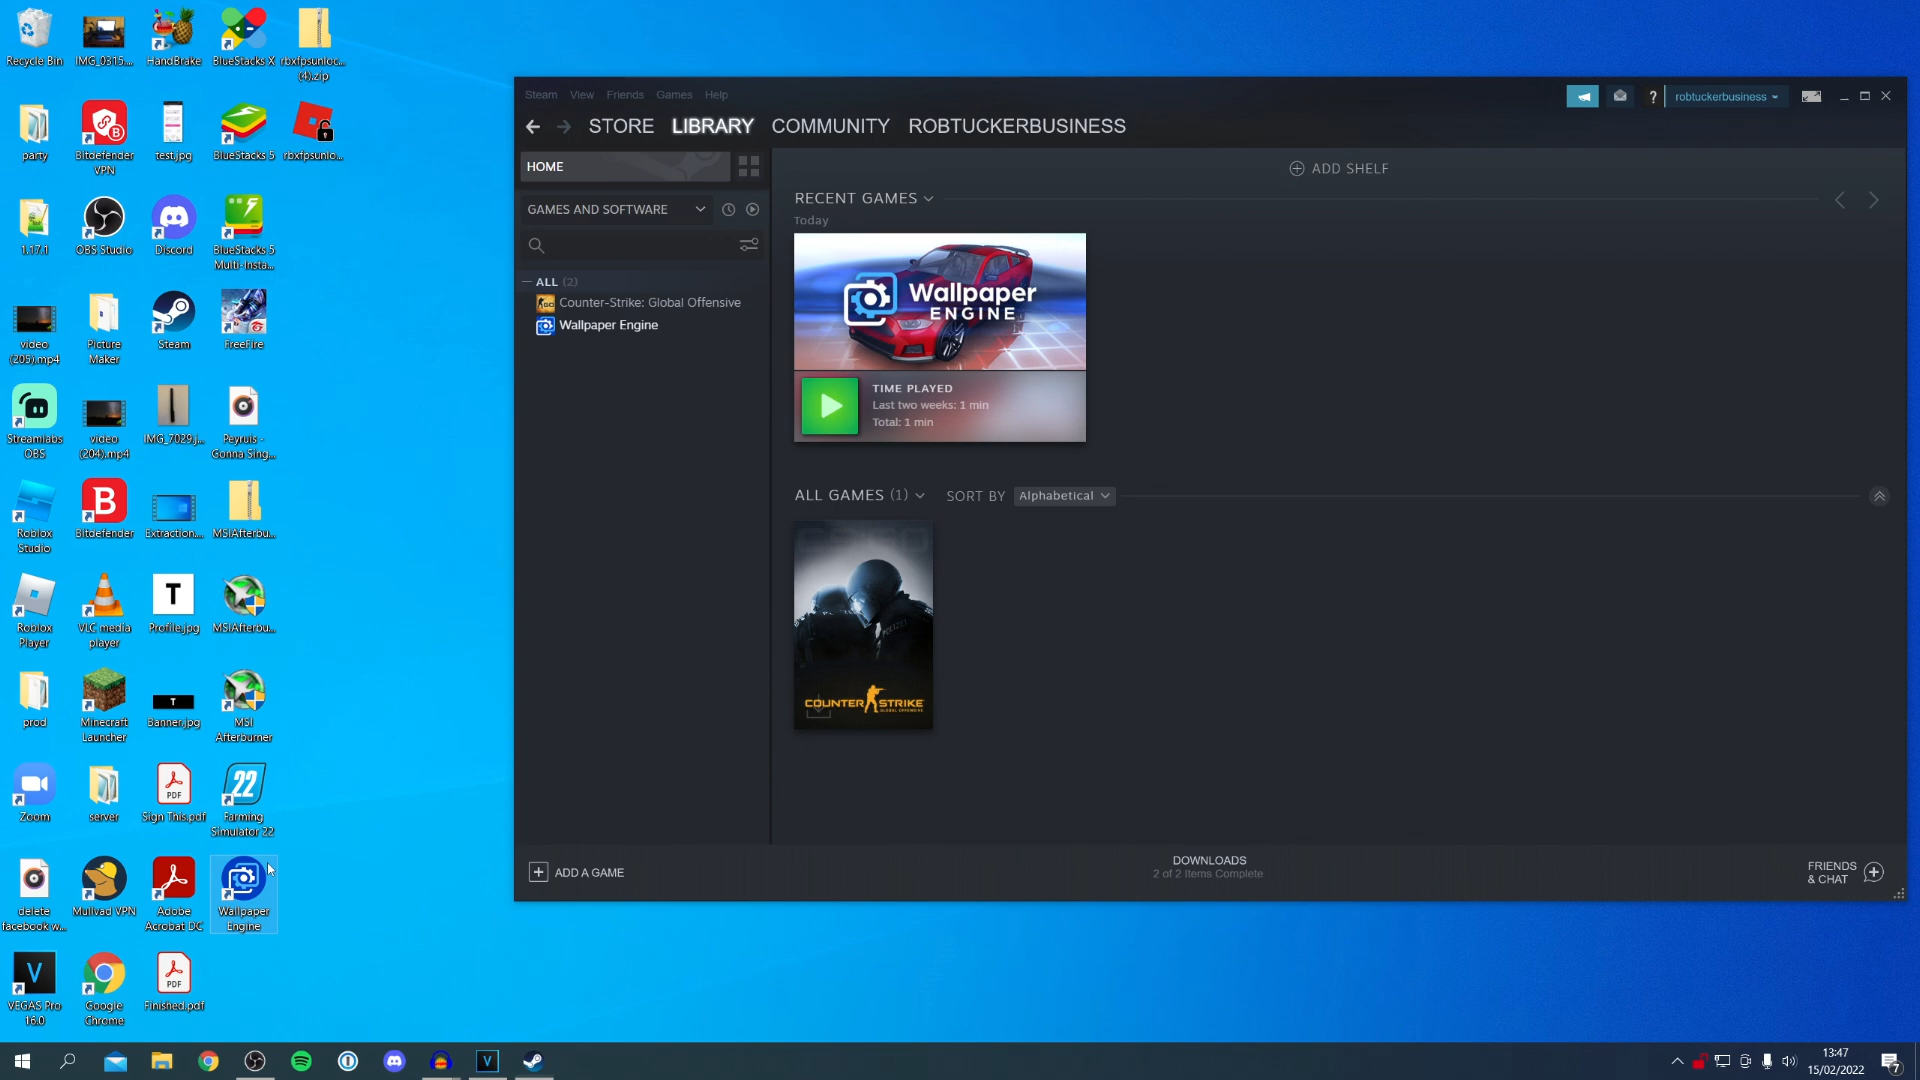 Recycle Bin
IMG_0315....
HandBrake
BlueStacks X
rbxfpsunloc...
(4).zip
party
Bitdefender
VPN
test.jpg
BlueStacks 5
rbxfpsunlo...
1.17.1
OBS Studio
Discord
BlueStacks 5
Multi-Insta...
video
(205).mp4
Picture
Maker
Steam
FreeFire
Streamlabs
OBS
video
(204).mp4
IMG_7029.j...
Peyruis -
Gonna Sing...
Roblox
Studio
Bitdefender
Extraction....
MSIAfterbu...
Roblox
Player
VLC media
player
T
Profile.jpg
MSIAfterbu...
prod
Minecraft
Launcher
T
Banner.jpg
MSI
Afterburner
Zoom
server
PDF
Sign This.pdf
22
Farming
Simulator 22
delete
facebook w...
Mullvad VPN
Adobe
Acrobat DC
Wallpaper
Engine
VEGAS Pro
16.0
Google
Chrome
PDF
Finished.pdf
Steam View Friends Games Help
? robtuckerbusiness
STORE LIBRARY COMMUNITY ROBTUCKERBUSINESS
HOME
GAMES AND SOFTWARE
ALL (2)
Counter-Strike: Global Offensive
Wallpaper Engine
ADD SHELF
RECENT GAMES
Today
Wallpaper
ENGINE
TIME PLAYED
Last two weeks: 1 min
Total: 1 min
ALL GAMES (1) SORT BY Alphabetical
POLIZEI
COUNTER STRIKE
GLOBAL OFFENSIVE
ADD A GAME
DOWNLOADS
2 of 2 Items Complete
FRIENDS
& CHAT
V
13:47
15/02/2022
7